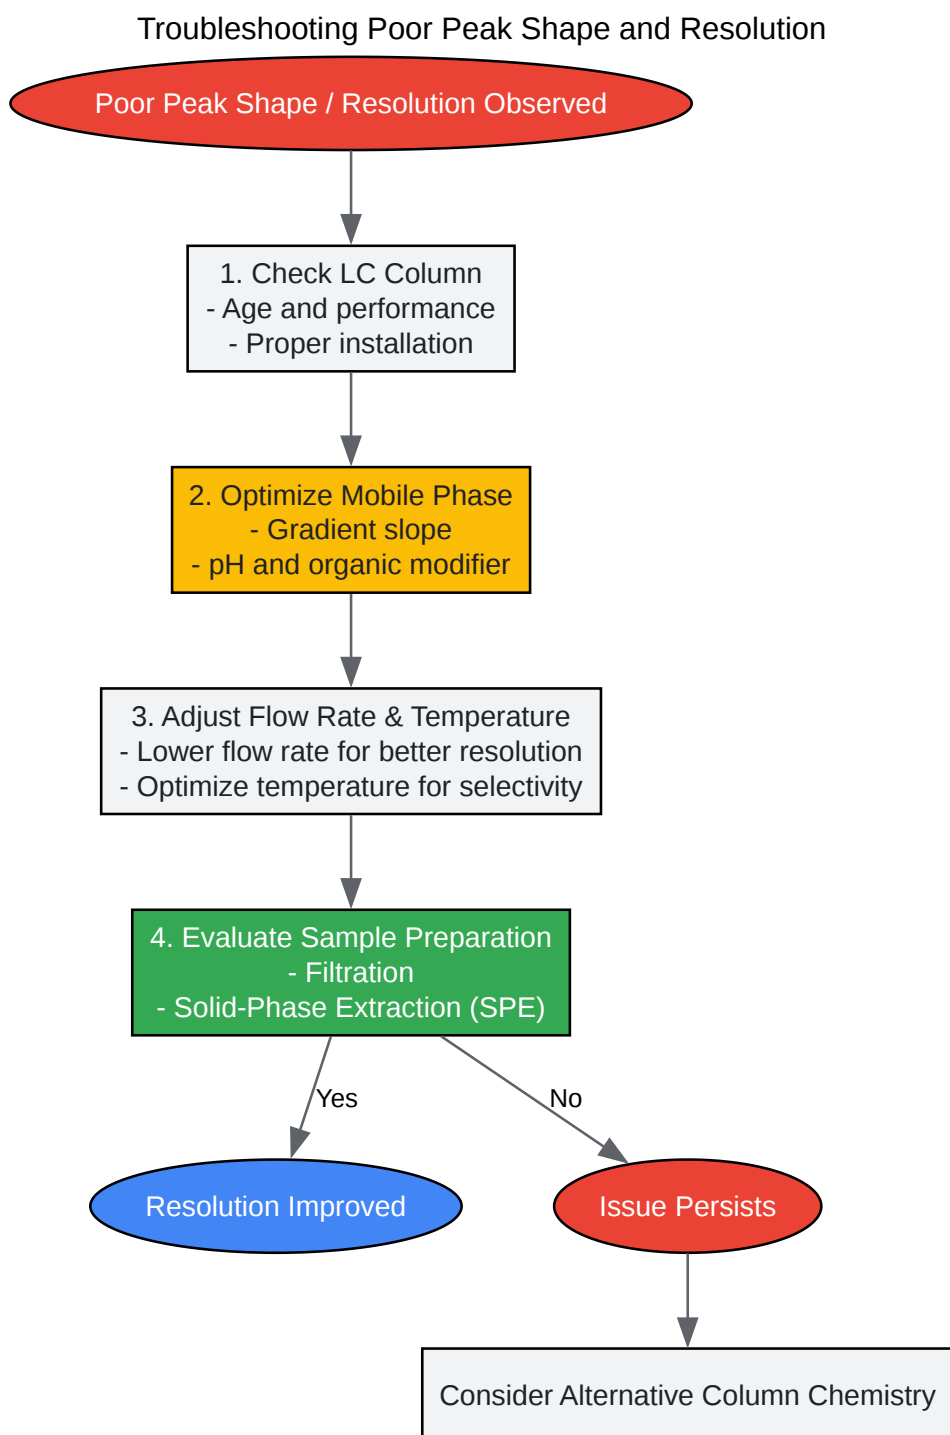 Troubleshooting Poor Peak Shape and Resolution
Poor Peak Shape / Resolution Observed
1. Check LC Column
- Age and performance
- Proper installation
2. Optimize Mobile Phase
- Gradient slope
- pH and organic modifier
3. Adjust Flow Rate & Temperature
- Lower flow rate for better resolution
- Optimize temperature for selectivity
4. Evaluate Sample Preparation
- Filtration
- Solid-Phase Extraction (SPE)
Yes
No
Resolution Improved
Issue Persists
Consider Alternative Column Chemistry